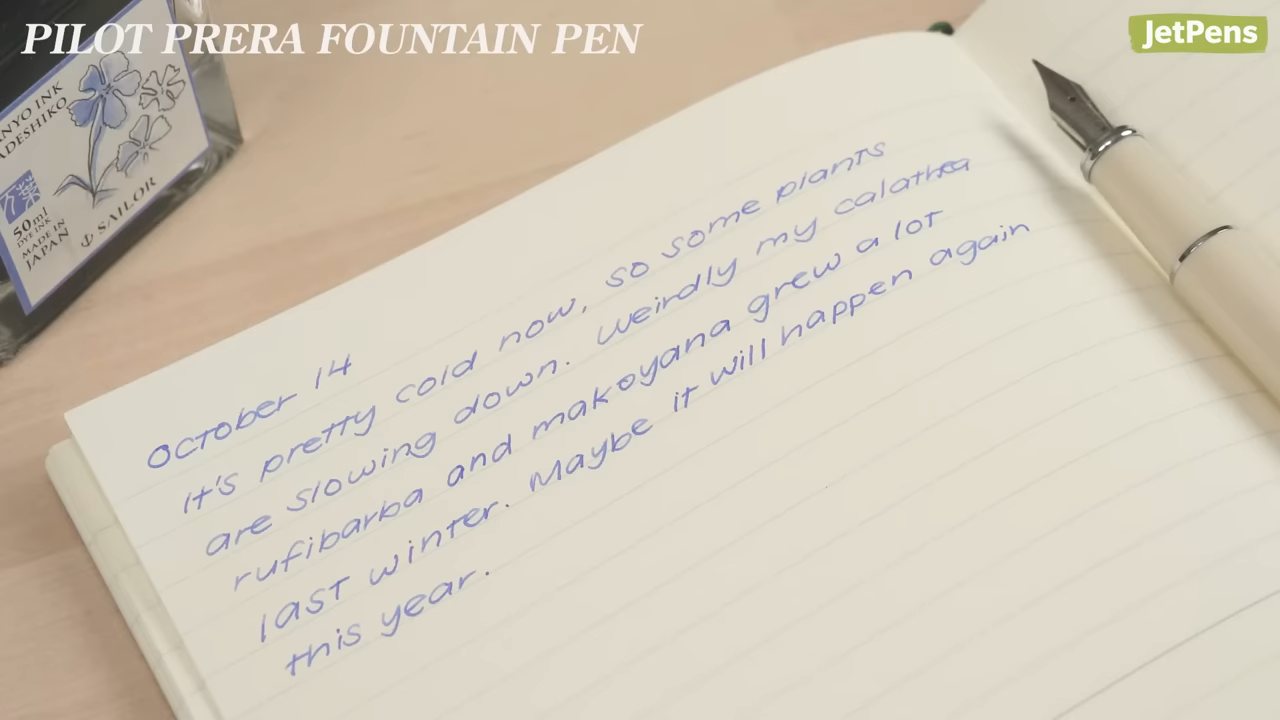 PILOT PRERA FOUNTAIN PEN
JetPens
50ml
DYE INK
MADE IN
JAPAN
SAILOR
OCTOber 14
It's pretty cold now, so some plants
are slowing down. Weirdly my calathea
rufibarba and makoyana grew a lot
last winter. Maybe it will happen again
this year.